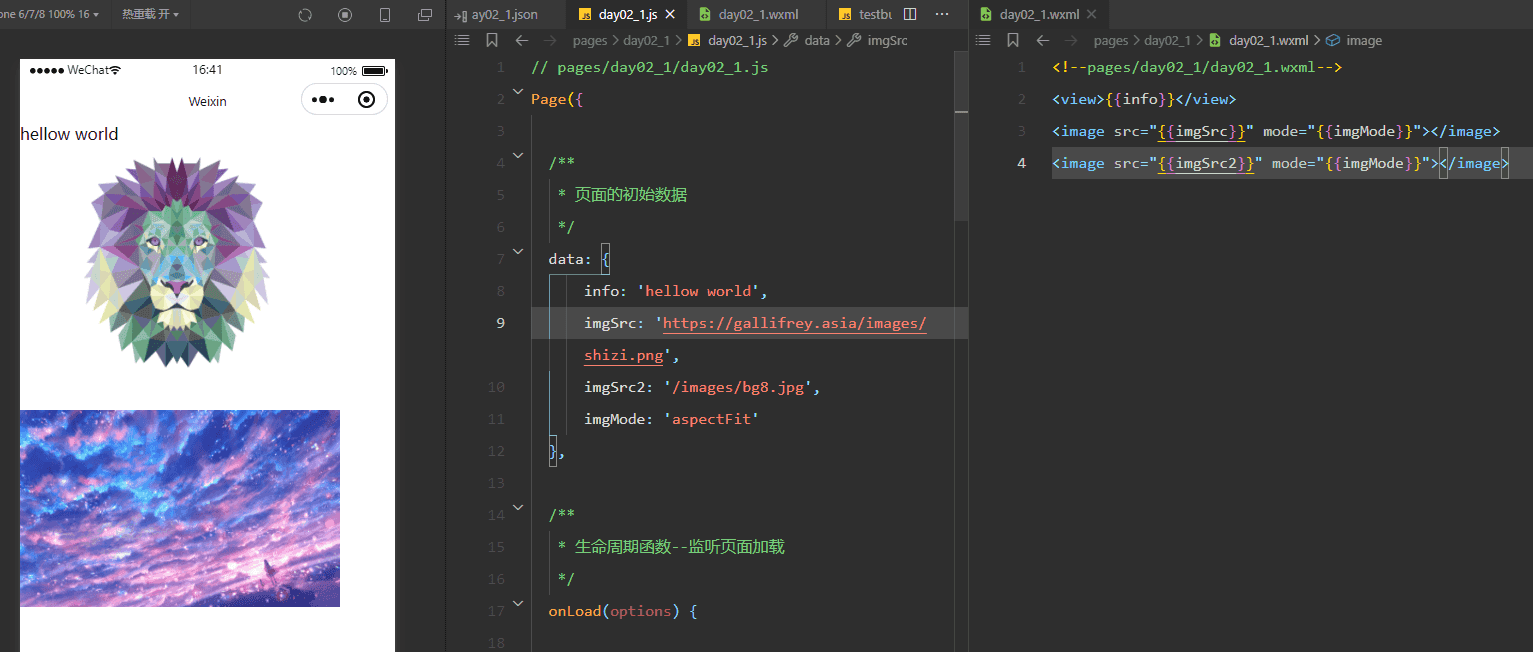 one 6/7/8 100% 16
热重载 开
WeChat
16:41
100%
Weixin
hellow world
ay02_1.json
day02_1.js
day02_1.wxml
testbu
pages > day02_1 > day02_1.js > data > imgSrc
1 // pages/day02_1/day02_1.js
2 Page({
3
4 /**
5 * 页面的初始数据
6 */
7 data: {
8 info: 'hellow world',
9 imgSrc: 'https://gallifrey.asia/images/
shizi.png',
10 imgSrc2: '/images/bg8.jpg',
11 imgMode: 'aspectFit'
12 },
13
14 /**
15 * 生命周期函数--监听页面加载
16 */
17 onLoad(options) {
18
day02_1.wxml
pages > day02_1 > day02_1.wxml > image
1 <!--pages/day02_1/day02_1.wxml-->
2 <view>{{info}}</view>
3 <image src="{{imgSrc}}" mode="{{imgMode}}"></image>
4 <image src="{{imgSrc2}}" mode="{{imgMode}}"></image>